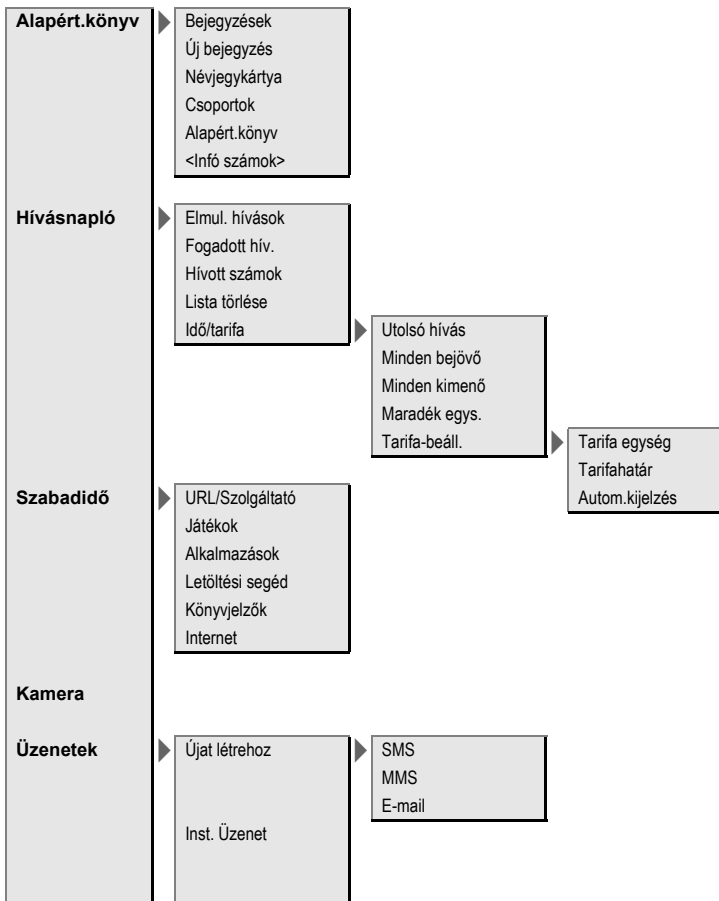 Alapért.könyv
Bejegyzések
Új bejegyzés
Névjegykártya
Csoportok
Alapért.könyv
<Infó számok>
Hívásnapló
Elmul. hívások
Fogadott hív.
Hívott számok
Lista törlése
Idő/tarifa
Utolsó hívás
Minden bejövő
Minden kimenő
Maradék egys.
Tarifa-beáll.
Tarifa egység
Tarifahatár
Autom.kijelzés
Szabadidő
URL/Szolgáltató
Játékok
Alkalmazások
Letöltési segéd
Könyvjelzők
Internet
Kamera
Üzenetek
Újat létrehoz
SMS
MMS
E-mail
Inst. Üzenet